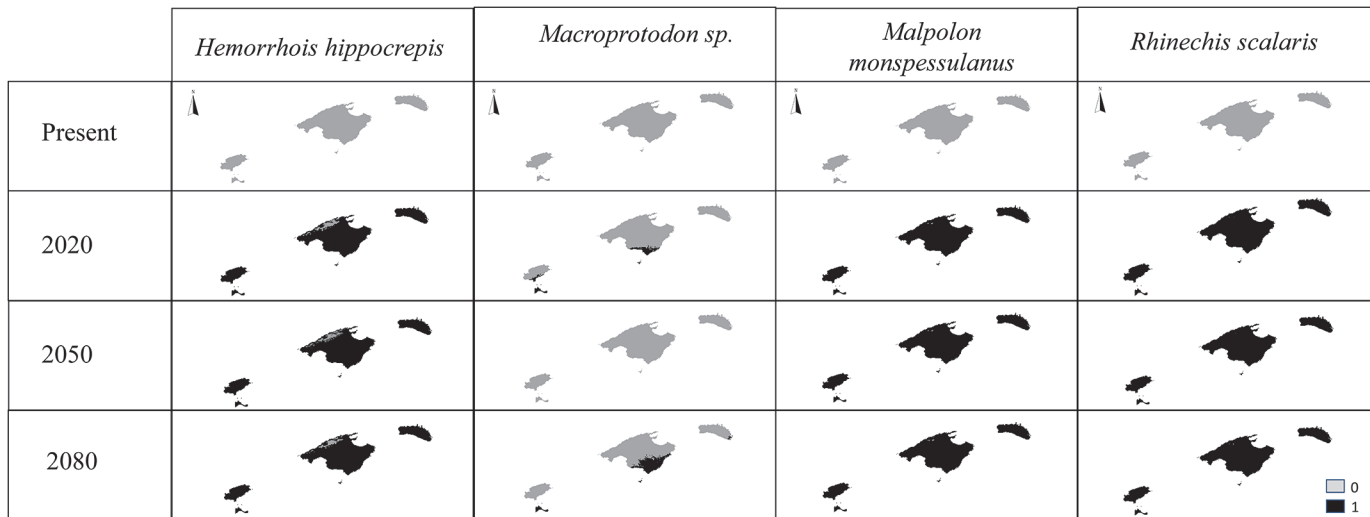 Hemorrhois hippocrepis
Macroprotodon sp.
Malpolon
monspessulanus
Rhinechis scalaris
Present
N
N
N
N
2020
2050
2080
0
1